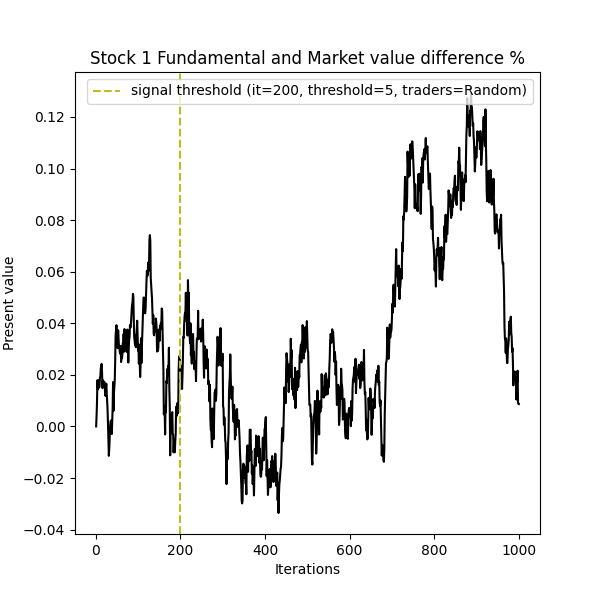 Stock 1 Fundamental and Market value difference %
signal threshold (it=200, threshold=5, traders=Random)
0.12
0.10
0.08
0.06
0.04
0.02
0.00
−0.02
−0.04
Present value
0 200 400 600 800 1000
Iterations